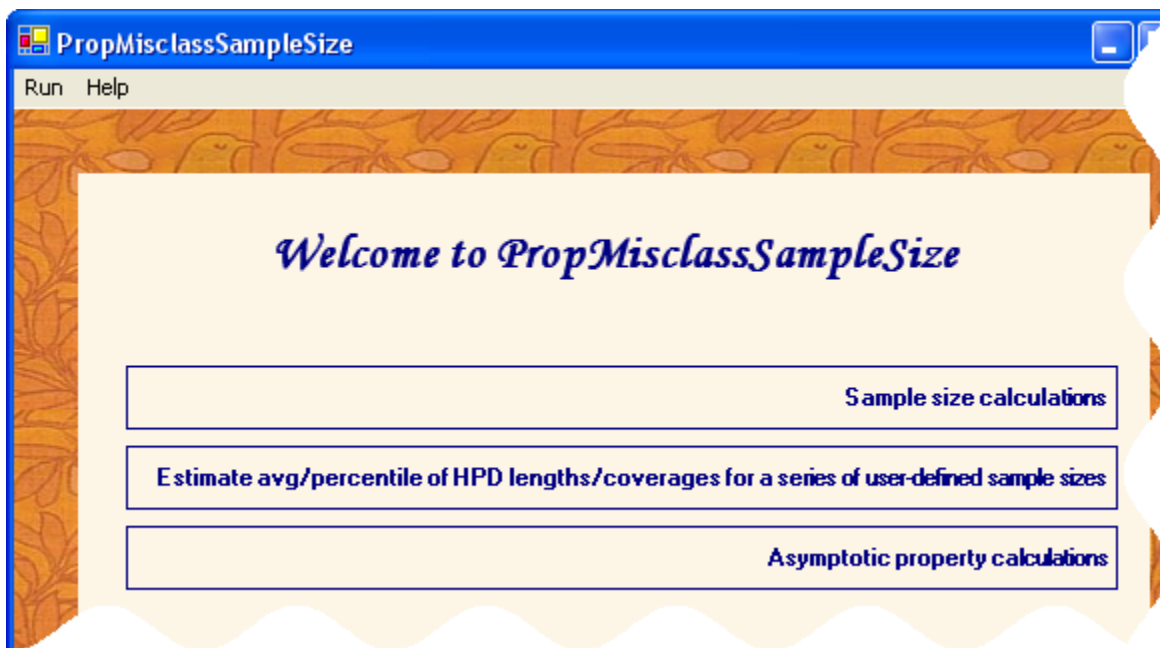 PropMisclassSampleSize
Run Help
Welcome to PropMisclassSampleSize
Sample size calculations
Estimate avg/percentile of HPD lengths/coverages for a series of user-defined sample sizes
Asymptotic property calculations